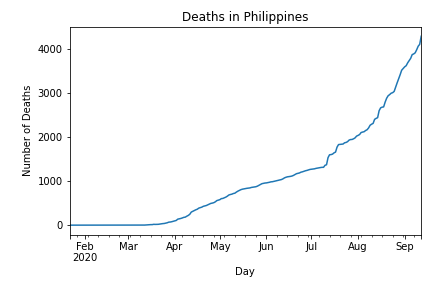 Deaths in Philippines
4000
3000
2000
1000
0
Number of Deaths
Feb Mar Apr May Jun Jul Aug Sep
2020
Day